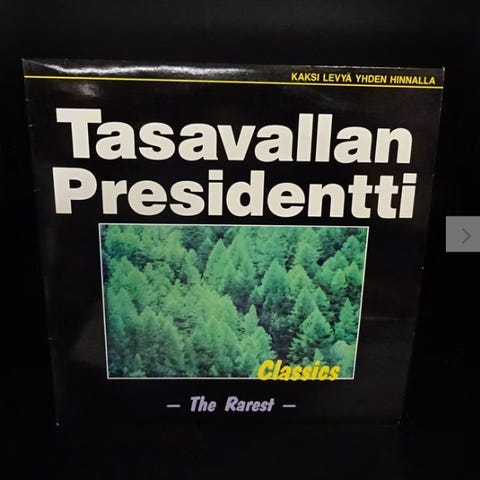 KAKSI LEVYÄ YHDEN HINNALLA
Tasavallan
Presidentti
Classics
— The Rarest —